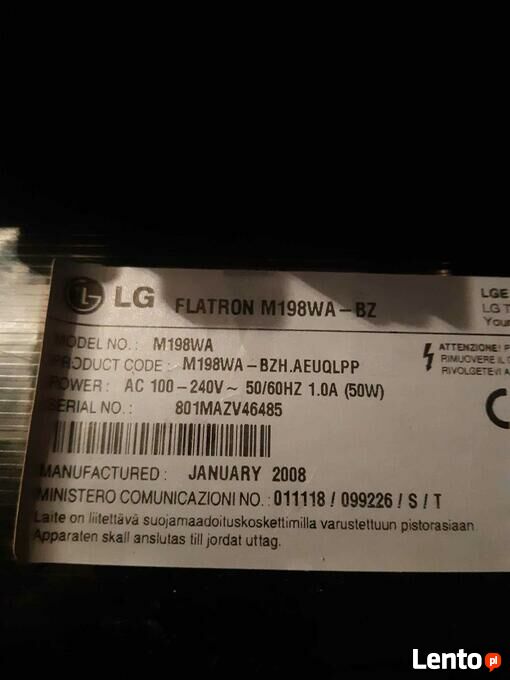 LG FLATRON M198WA-BZ
MODEL NO.: M198WA
PRODUCT CODE: M198WA-BZH.AEUQLPP
POWER: AC 100-240V~ 50/60HZ 1.0A (50W)
SERIAL NO.: 801MAZV46485
MANUFACTURED: JANUARY 2008
MINISTERO COMUNICAZIONI NO.: 011118 / 099226 / S / T
Laite on liitettävä suojamaadoituskoskettimilla varustettuun pistorasiaan.
Apparaten skall anslutas till jordat uttag.
LGE
LG T
Your
ATTENZIONE!
RIMUOVERE IL
RIVOLGETEVI A
Lento.pl